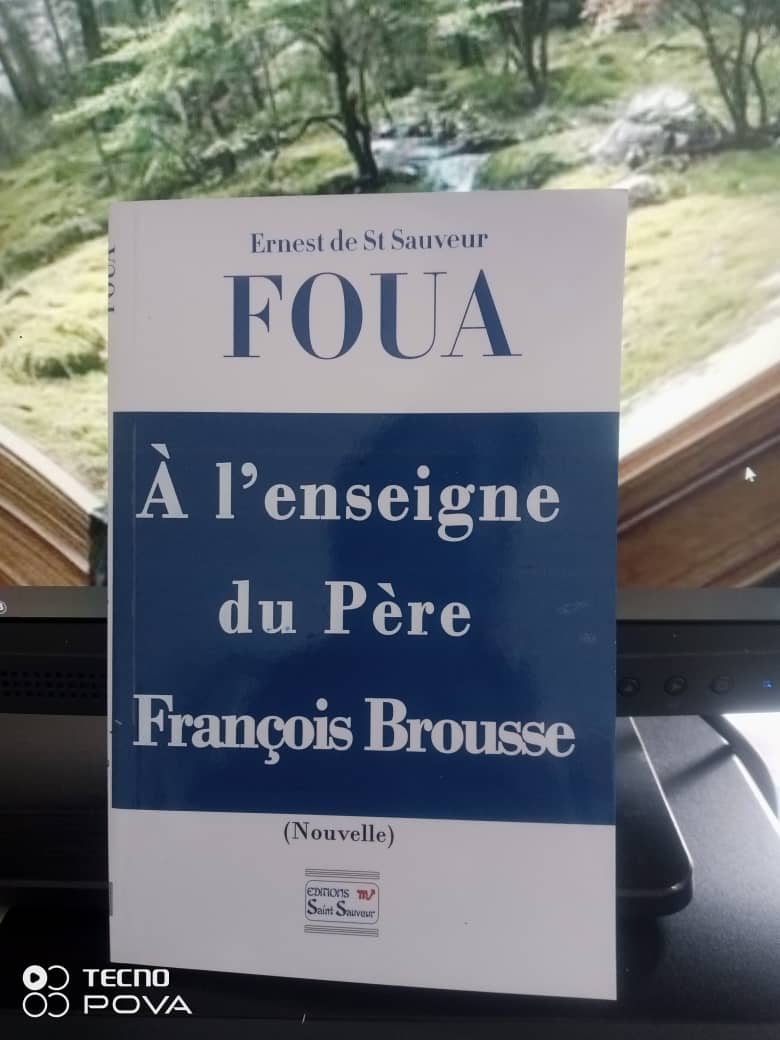 Ernest de St Sauveur
FOUA
FOUA
À l'enseigne
du Père
François Brousse
(Nouvelle)
EDITIONS
Saint Sauveur
TECNO
POVA